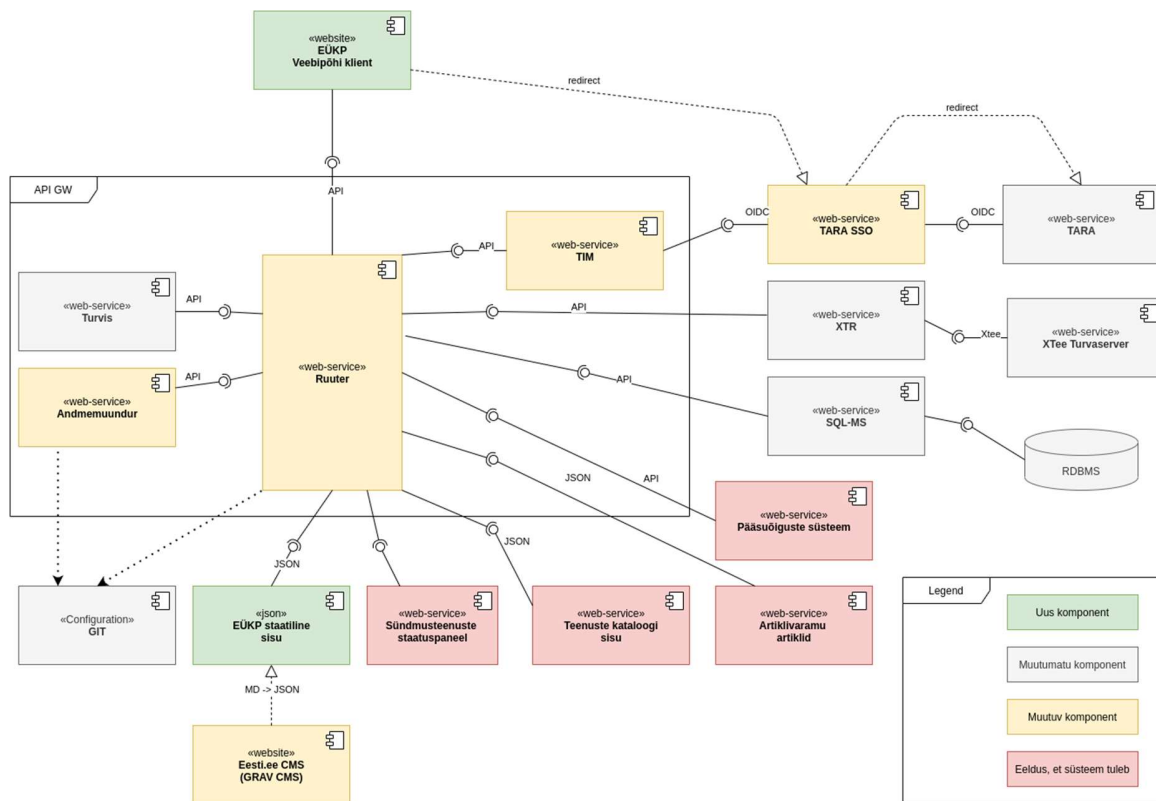 «website»
EÜKP
Veebipõhi klient
redirect
redirect
API GW
API
«web-service»
TIM
API
OIDC
«web-service»
TARA SSO
OIDC
«web-service»
TARA
«web-service»
Turvis
API
«web-service»
Ruuter
API
«web-service»
XTR
Xtee
«web-service»
XTee Turvaserver
«web-service»
Andmemuundur
API
API
«web-service»
SQL-MS
RDBMS
API
JSON
«web-service»
Pääsuõiguste süsteem
JSON
JSON
«Configuration»
GIT
«json»
EÜKP staatiline
sisu
«web-service»
Sündmusteenuste
staatuspaneel
«web-service»
Teenuste kataloogi
sisu
«web-service»
Artiklivaramu
artiklid
MD -> JSON
«website»
Eesti.ee CMS
(GRAV CMS)
Legend
Uus komponent
Muutumatu komponent
Muutuv komponent
Eeldus, et süsteem tuleb